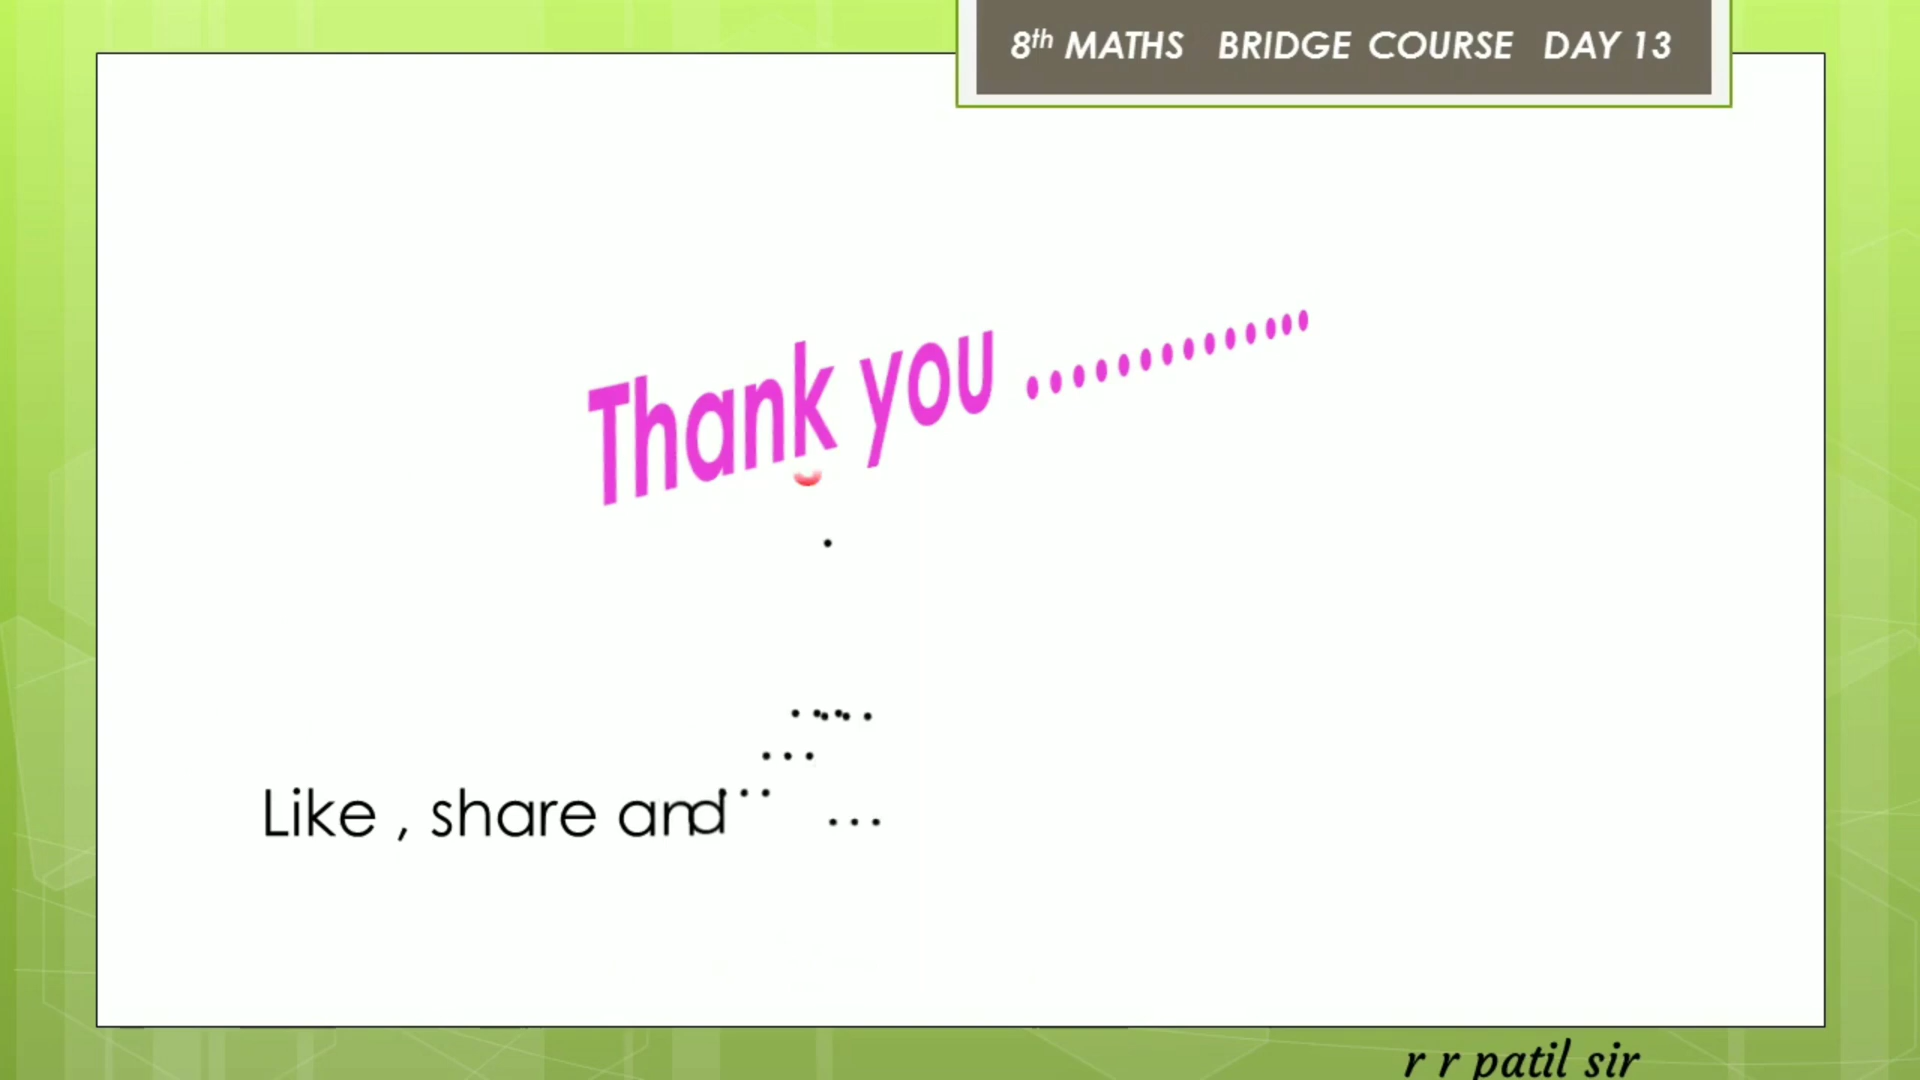 8th MATHS BRIDGE COURSE DAY 13
Thank you ..............
Like , share and
r r patil sir